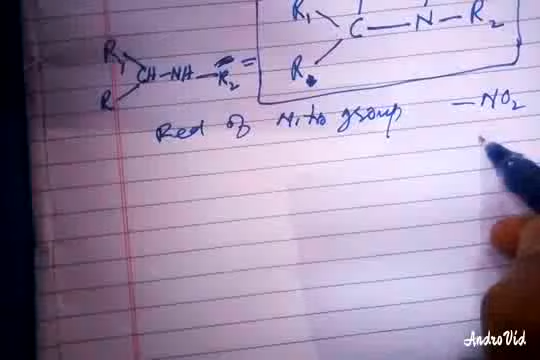 R₁
C — N — R₂
R
R₁
CH — NH — R₂ =
R
Red of Nitro group — NO₂
AndroVid